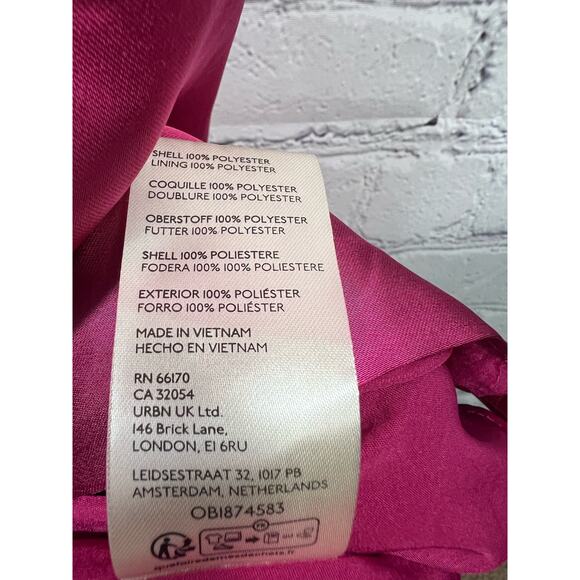 SHELL 100% POLYESTER
LINING 100% POLYESTER
COQUILLE 100% POLYESTER
DOUBLURE 100% POLYESTER
OBERSTOFF 100% POLYESTER
FUTTER 100% POLYESTER
SHELL 100% POLIESTERE
FODERA 100% 100% POLIESTERE
EXTERIOR 100% POLIÉSTER
FORRO 100% POLIÉSTER
MADE IN VIETNAM
HECHO EN VIETNAM
RN 66170
CA 32054
URBN UK Ltd.
146 Brick Lane,
LONDON, E1 6RU
LEIDSESTRAAT 32, 1017 PB
AMSTERDAM, NETHERLANDS
OB1874583
FR
quefairedemesdechets.fr